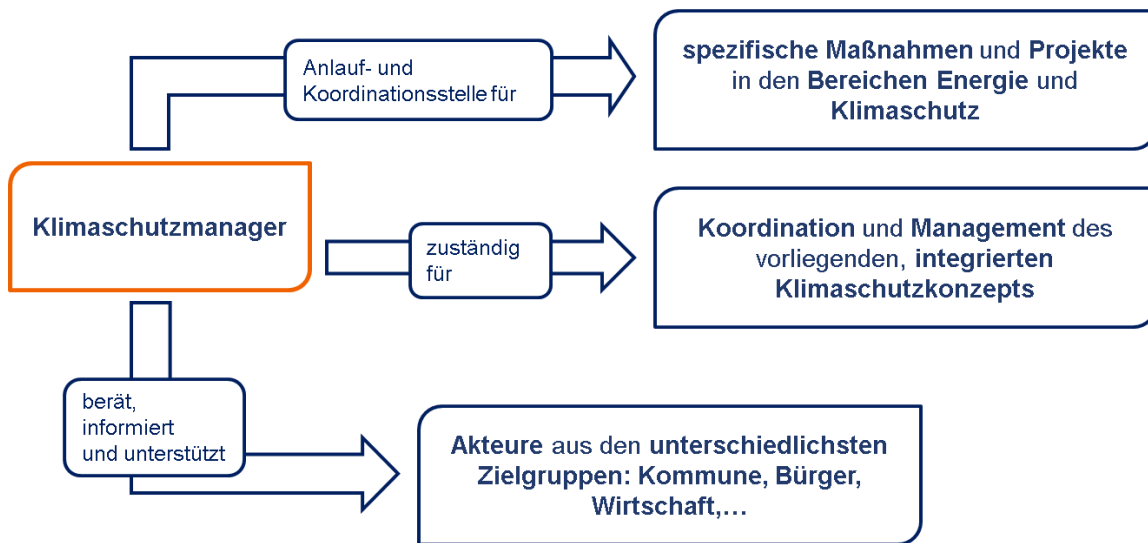 Anlauf- und
Koordinationsstelle für
spezifische Maßnahmen und Projekte
in den Bereichen Energie und
Klimaschutz
Klimaschutzmanager
zuständig
für
Koordination und Management des
vorliegenden, integrierten
Klimaschutzkonzepts
berät,
informiert
und unterstützt
Akteure aus den unterschiedlichsten
Zielgruppen: Kommune, Bürger,
Wirtschaft,…